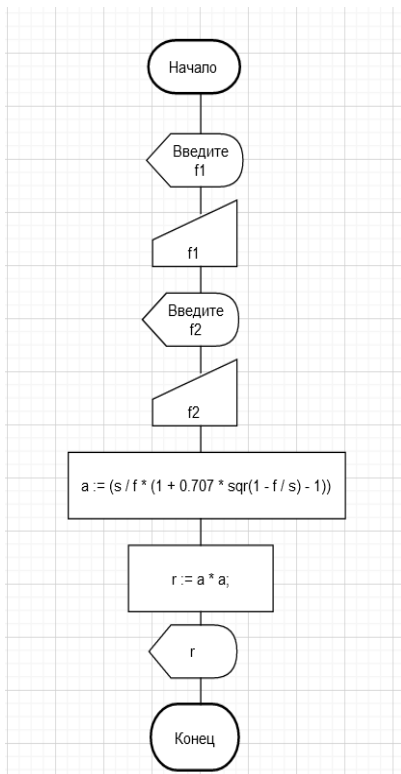 Начало
Введите
f1
f1
Введите
f2
f2
a := (s / f * (1 + 0.707 * sqr(1 - f / s) - 1))
r := a * a;
r
Конец